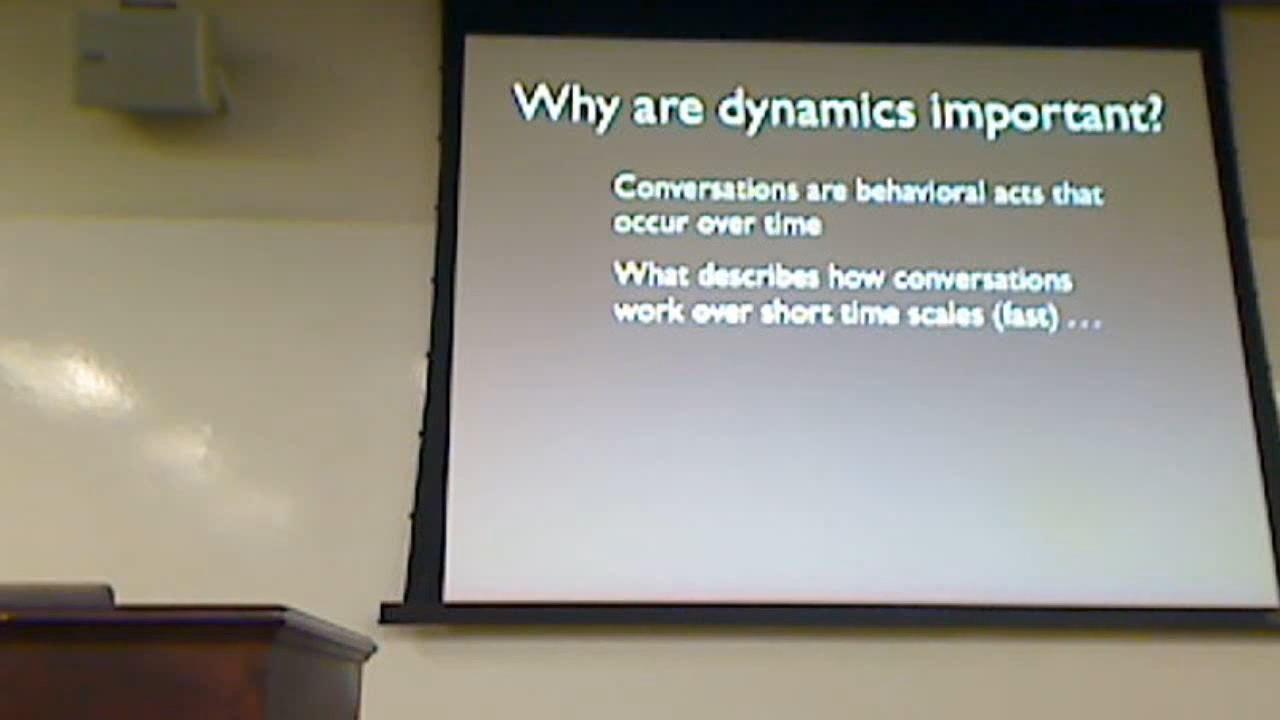 Why are dynamics important?
Conversations are behavioral acts that
occur over time
What describes how conversations
work over short time scales (fast) ...